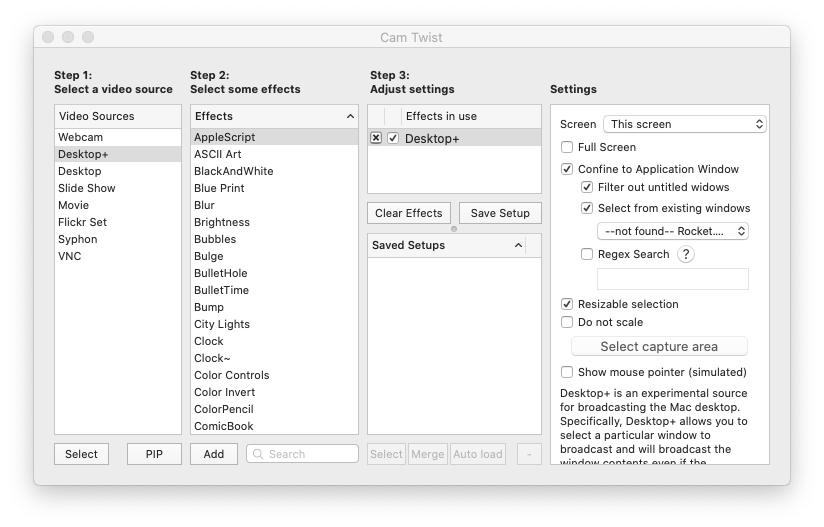 Cam Twist
Step 1:
Select a video source
Step 2:
Select some effects
Step 3:
Adjust settings
Settings
Video Sources
Webcam
Desktop+
Desktop
Slide Show
Movie
Flickr Set
Syphon
VNC
Select
PIP
Effects
AppleScript
ASCII Art
BlackAndWhite
Blue Print
Blur
Brightness
Bubbles
Bulge
BulletHole
BulletTime
Bump
City Lights
Clock
Clock~
Color Controls
Color Invert
ColorPencil
ComicBook
Add
Search
Effects in use
Desktop+
Clear Effects
Save Setup
Saved Setups
Select
Merge
Auto load
-
Screen
This screen
Full Screen
Confine to Application Window
Filter out untitled widows
Select from existing windows
--not found-- Rocket....
Regex Search
?
Resizable selection
Do not scale
Select capture area
Show mouse pointer (simulated)
Desktop+ is an experimental source
for broadcasting the Mac desktop.
Specifically, Desktop+ allows you to
select a particular window to
broadcast and will broadcast the
window contents even if the